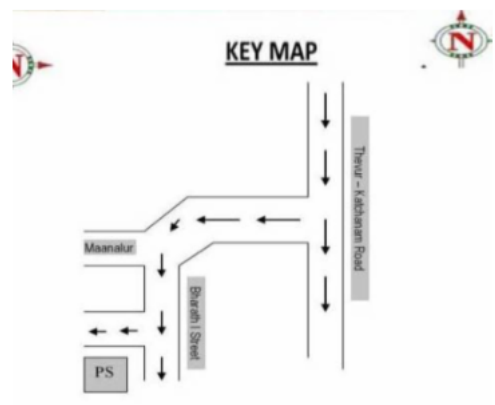 N
KEY MAP
N
Thevur – Katchanam Road
Maanalur
Bharath I Street
PS